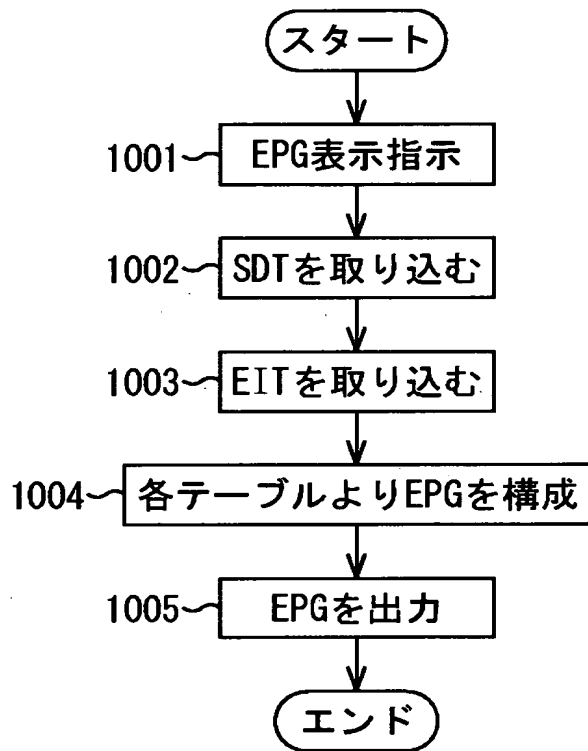 スタート
1001 EPG表示指示
1002 SDTを取り込む
1003 EITを取り込む
1004 各テーブルよりEPGを構成
1005 EPGを出力
エンド